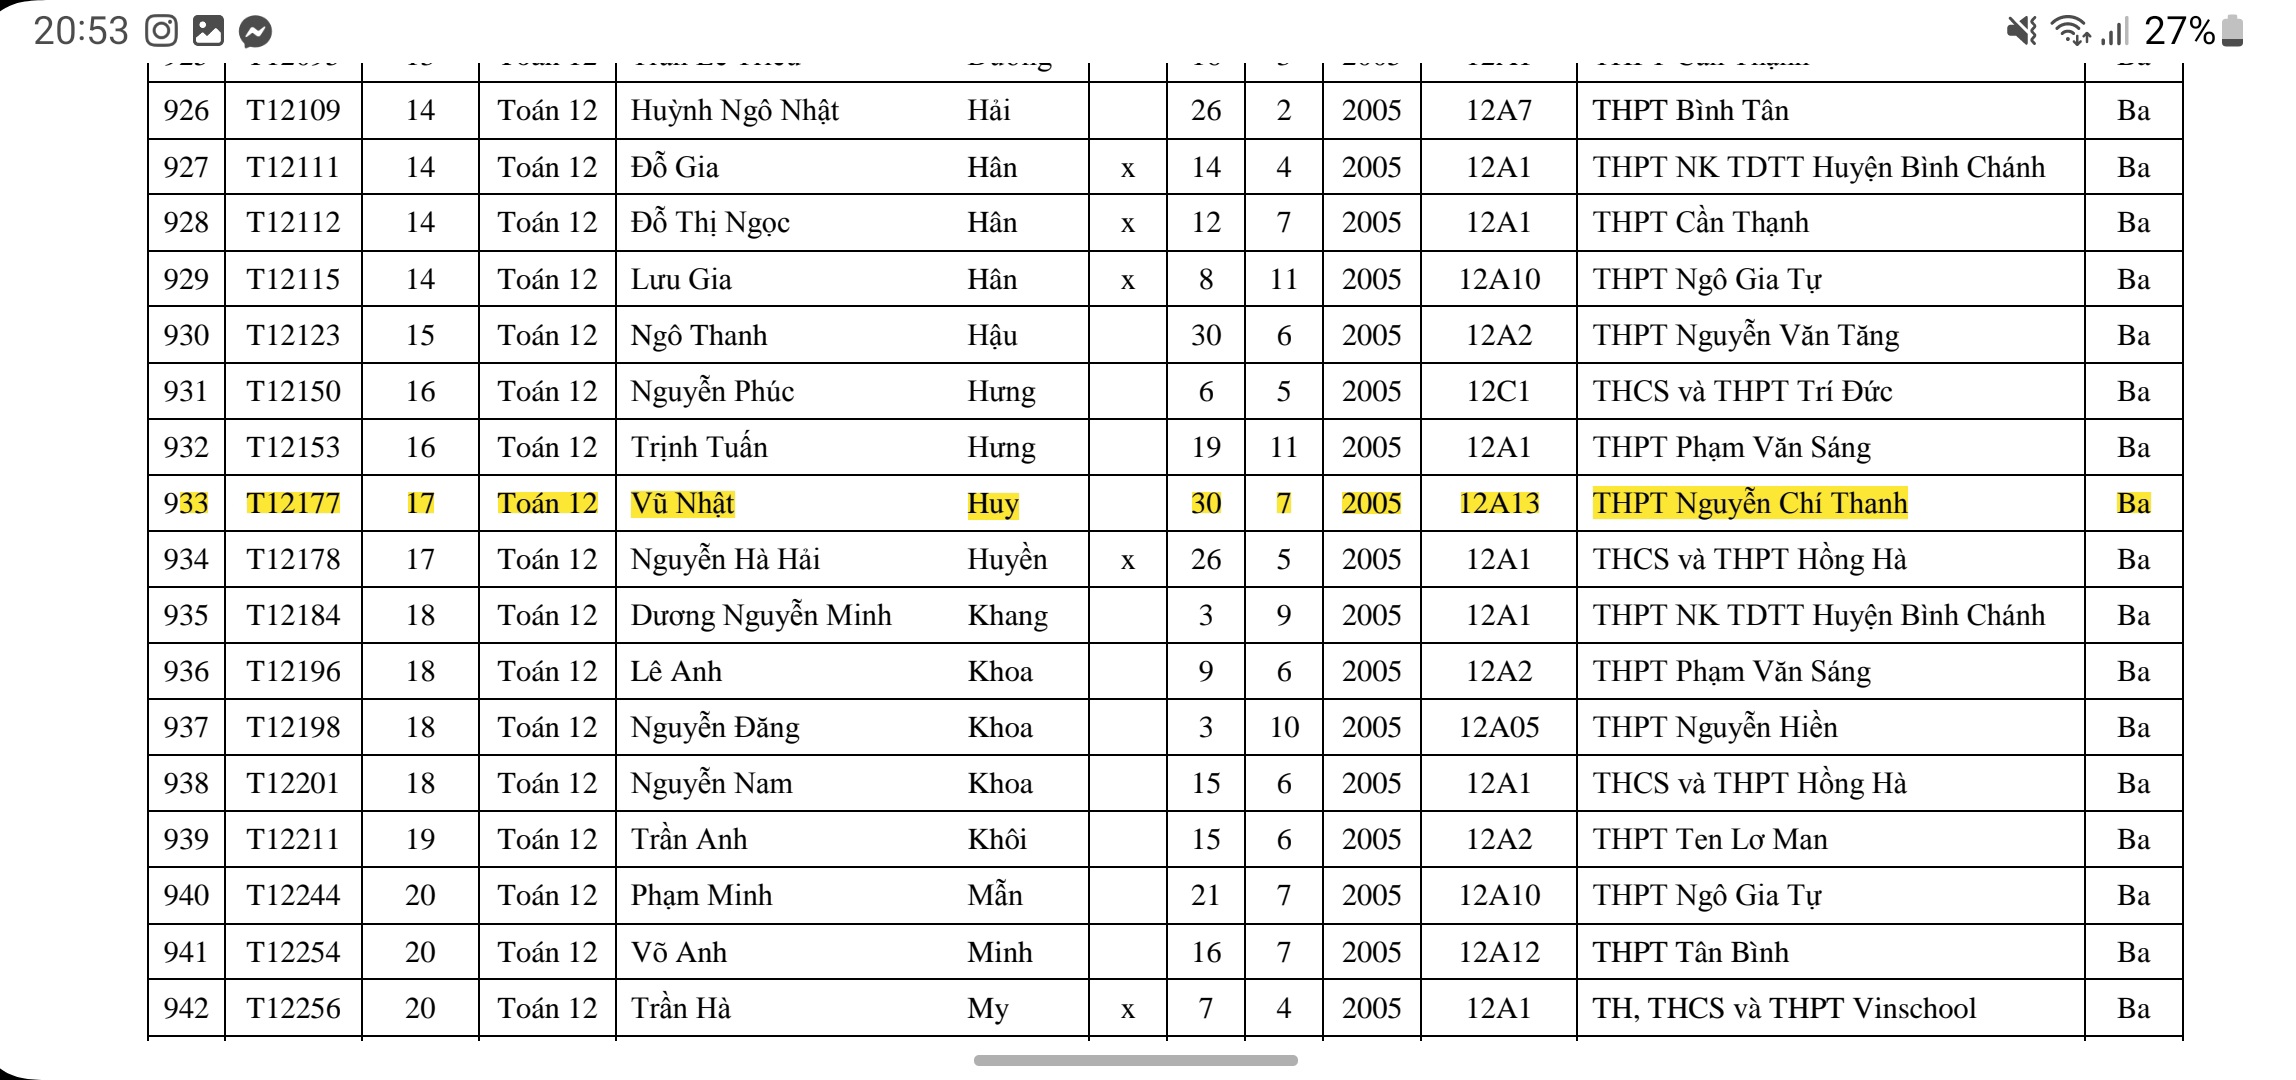 20:53 27%
926 T12109 14 Toán 12 Huỳnh Ngô Nhật Hải 26 2 2005 12A7 THPT Bình Tân Ba
927 T12111 14 Toán 12 Đỗ Gia Hân x 14 4 2005 12A1 THPT NK TDTT Huyện Bình Chánh Ba
928 T12112 14 Toán 12 Đỗ Thị Ngọc Hân x 12 7 2005 12A1 THPT Cần Thạnh Ba
929 T12115 14 Toán 12 Lưu Gia Hân x 8 11 2005 12A10 THPT Ngô Gia Tự Ba
930 T12123 15 Toán 12 Ngô Thanh Hậu 30 6 2005 12A2 THPT Nguyễn Văn Tăng Ba
931 T12150 16 Toán 12 Nguyễn Phúc Hưng 6 5 2005 12C1 THCS và THPT Trí Đức Ba
932 T12153 16 Toán 12 Trịnh Tuấn Hưng 19 11 2005 12A1 THPT Phạm Văn Sáng Ba
933 T12177 17 Toán 12 Vũ Nhật Huy 30 7 2005 12A13 THPT Nguyễn Chí Thanh Ba
934 T12178 17 Toán 12 Nguyễn Hà Hải Huyền x 26 5 2005 12A1 THCS và THPT Hồng Hà Ba
935 T12184 18 Toán 12 Dương Nguyễn Minh Khang 3 9 2005 12A1 THPT NK TDTT Huyện Bình Chánh Ba
936 T12196 18 Toán 12 Lê Anh Khoa 9 6 2005 12A2 THPT Phạm Văn Sáng Ba
937 T12198 18 Toán 12 Nguyễn Đăng Khoa 3 10 2005 12A05 THPT Nguyễn Hiền Ba
938 T12201 18 Toán 12 Nguyễn Nam Khoa 15 6 2005 12A1 THCS và THPT Hồng Hà Ba
939 T12211 19 Toán 12 Trần Anh Khôi 15 6 2005 12A2 THPT Ten Lơ Man Ba
940 T12244 20 Toán 12 Phạm Minh Mẫn 21 7 2005 12A10 THPT Ngô Gia Tự Ba
941 T12254 20 Toán 12 Võ Anh Minh 16 7 2005 12A12 THPT Tân Bình Ba
942 T12256 20 Toán 12 Trần Hà My x 7 4 2005 12A1 TH, THCS và THPT Vinschool Ba